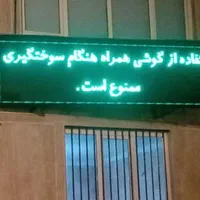 فاده از گوشی همراه هنگام سوختگیری
ممنوع است.